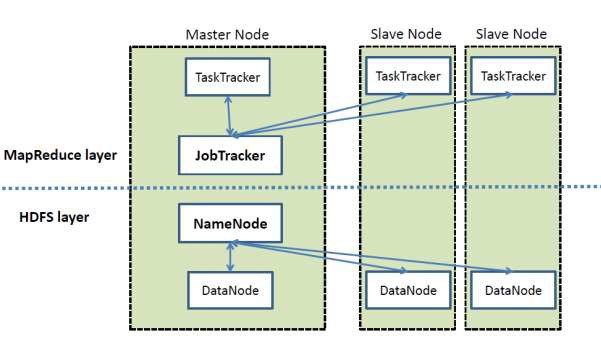 Master Node
Slave Node
Slave Node
TaskTracker
TaskTracker
TaskTracker
JobTracker
MapReduce layer
HDFS layer
NameNode
DataNode
DataNode
DataNode